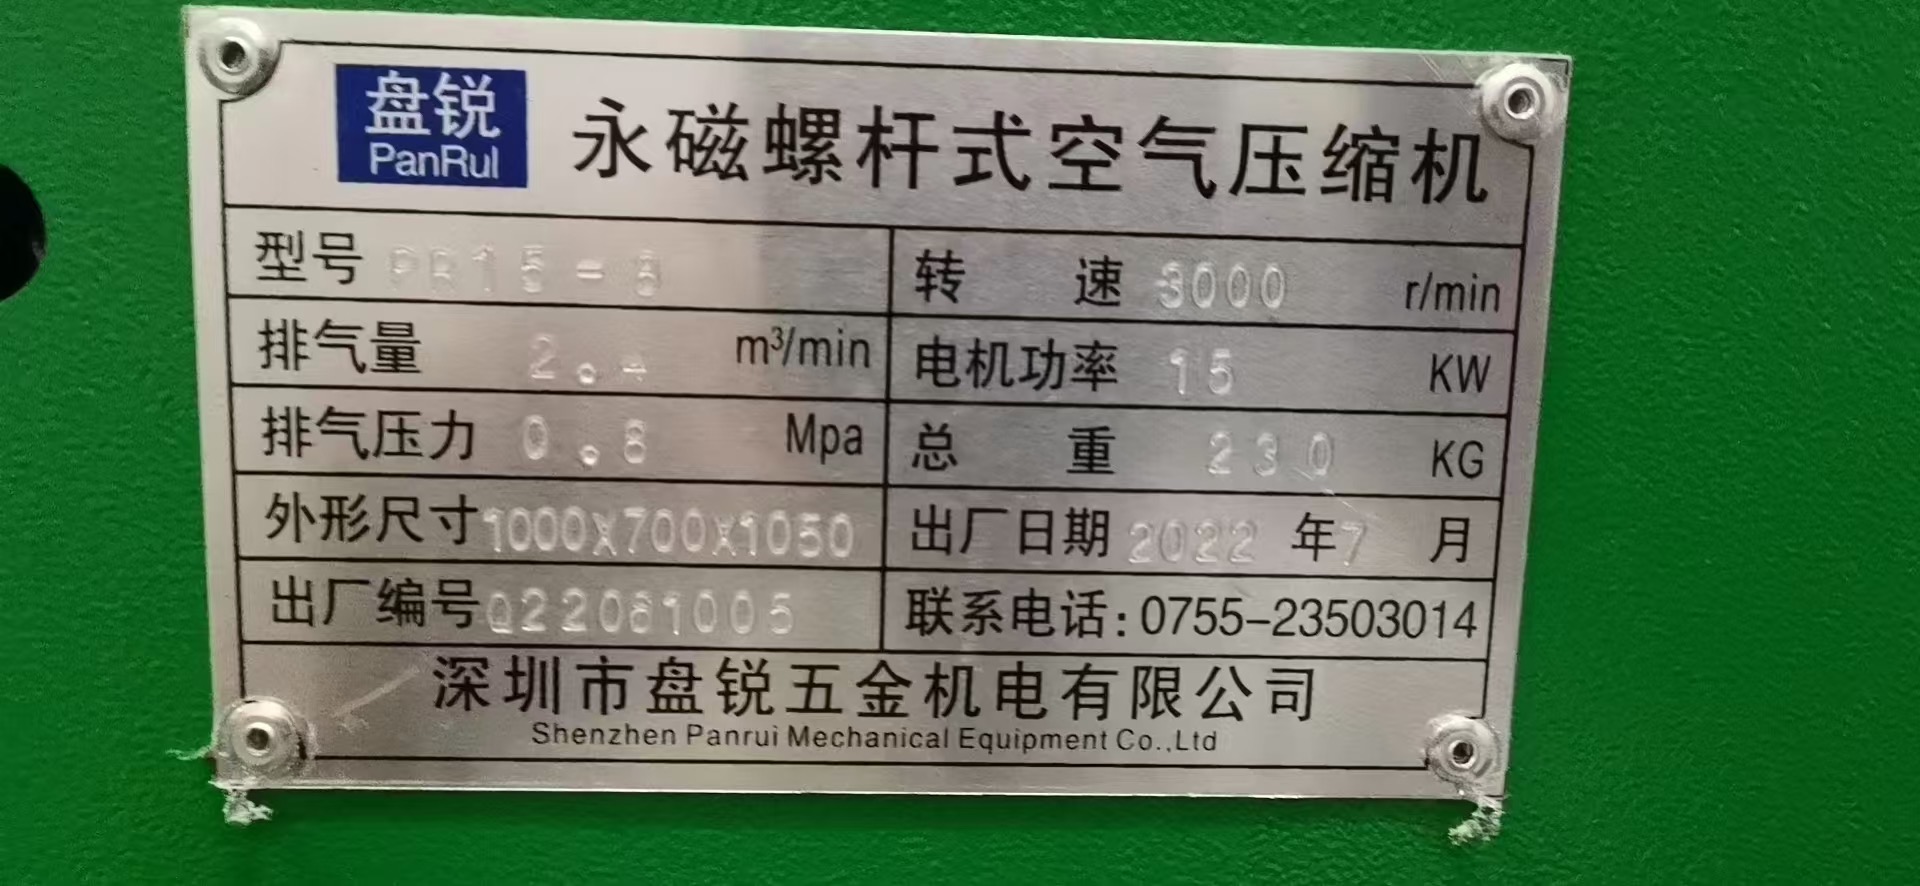 盘锐
PanRuI
永磁螺杆式空气压缩机
型号 PR15-8 转速 3000 r/min
排气量 2.4 m³/min 电机功率 15 KW
排气压力 0.8 Mpa 总重 230 KG
外形尺寸 1000X700X1050 出厂日期 2022 年 7 月
出厂编号 Q22061005 联系电话:0755-23503014
深圳市盘锐五金机电有限公司
Shenzhen Panrui Mechanical Equipment Co.,Ltd